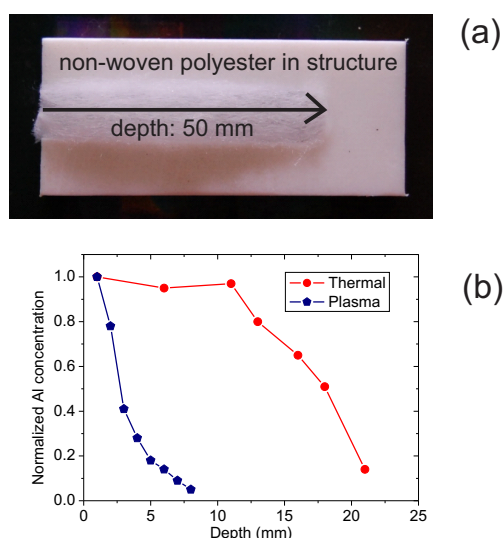 (a)
non-woven polyester in structure
depth: 50 mm
(b)
1.0
0.8
0.6
0.4
0.2
0.0
Normalized Al concentration
Thermal
Plasma
0 5 10 15 20 25
Depth (mm)